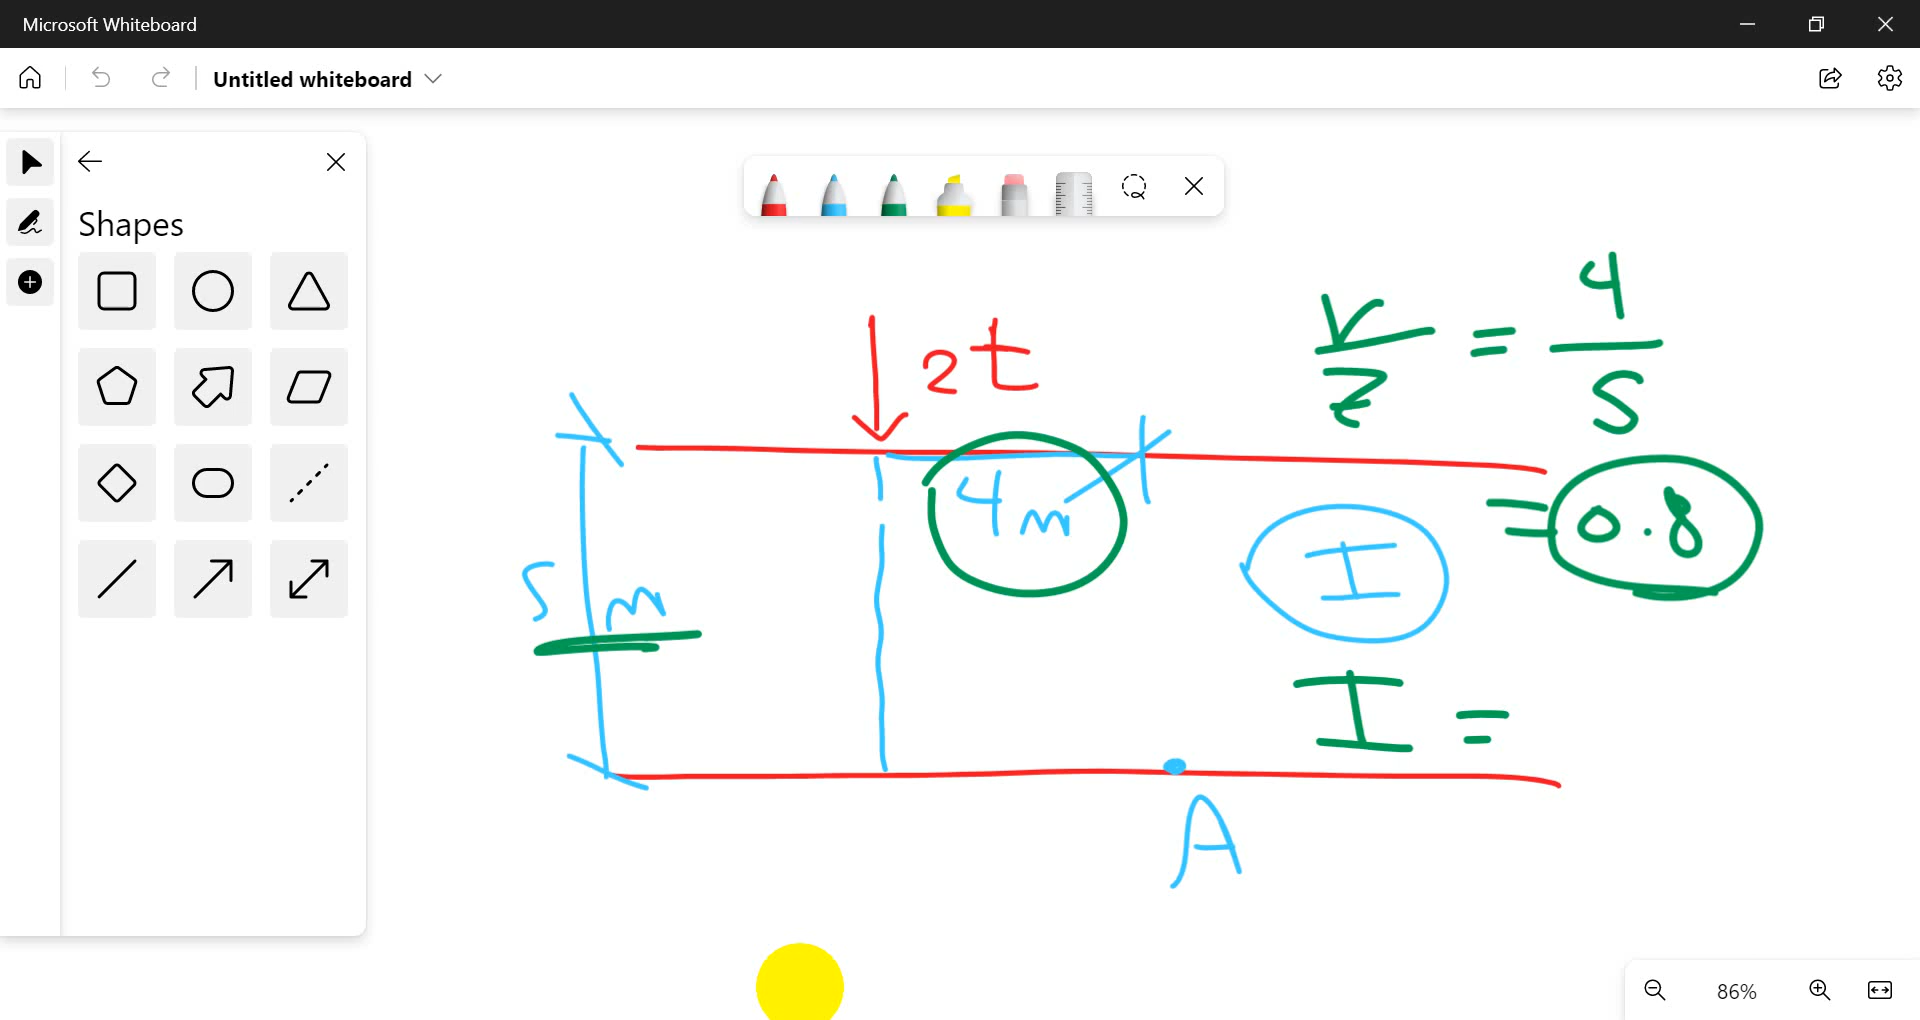 Microsoft Whiteboard
Untitled whiteboard
Shapes
2t
r/z = 4/5
= 0.8
4m
5m
I
I =
A
86%